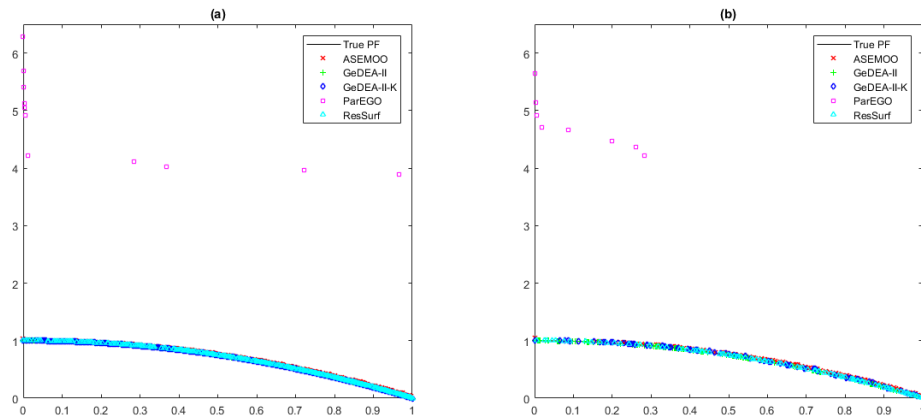 (a)
6
5
4
3
2
1
0
0
0.1
0.2
0.3
0.4
0.5
0.6
0.7
0.8
0.9
1
True PF
ASEMOO
GeDEA-II
GeDEA-II-K
ParEGO
ResSurf
(b)
6
5
4
3
2
1
0
0
0.1
0.2
0.3
0.4
0.5
0.6
0.7
0.8
0.9
True PF
ASEMOO
GeDEA-II
GeDEA-II-K
ParEGO
ResSurf